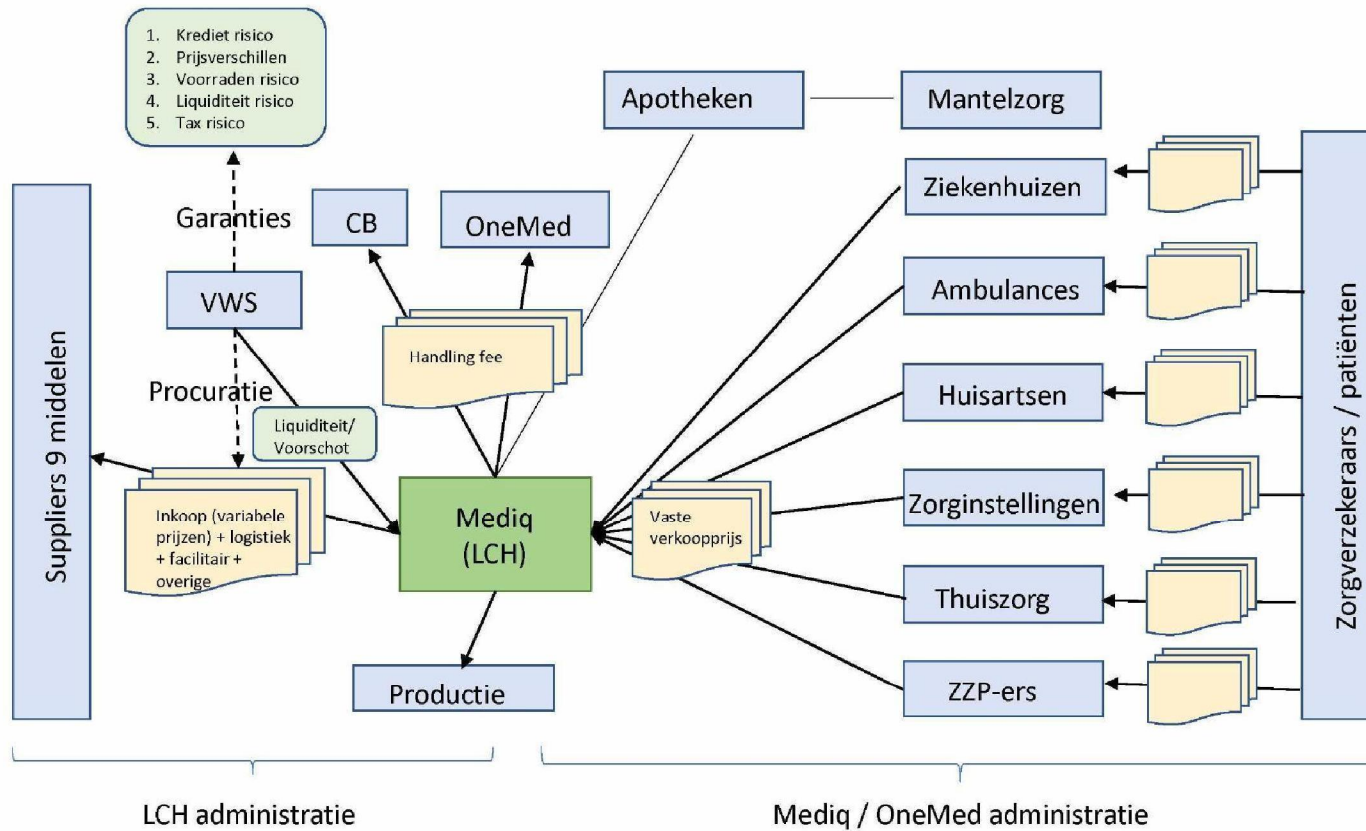 1. Krediet risico
2. Prijsverschillen
3. Voorraden risico
4. Liquiditeit risico
5. Tax risico
Garanties
VWS
Procuratie
Liquiditeit/
Voorschot
Suppliers 9 middelen
Inkoop (variabele
prijzen) + logistiek
+ facilitair +
overige
CB
OneMed
Handling fee
Mediq
(LCH)
Productie
Apotheken
Mantelzorg
Vaste
verkoopprijs
Ziekenhuizen
Ambulances
Huisartsen
Zorginstellingen
Thuiszorg
ZZP-ers
Zorgverzekeraars / patiënten
LCH administratie
Mediq / OneMed administratie